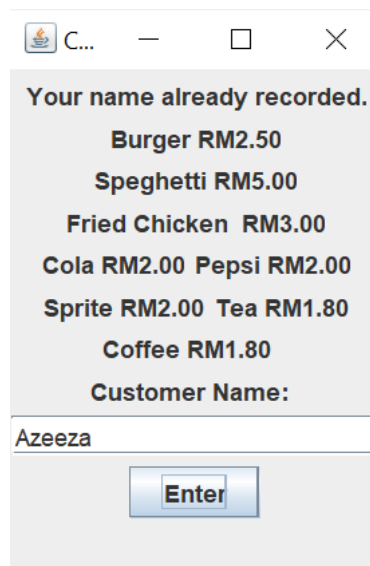 C...
Your name already recorded.
Burger RM2.50
Speghetti RM5.00
Fried Chicken  RM3.00
Cola RM2.00 Pepsi RM2.00
Sprite RM2.00 Tea RM1.80
Coffee RM1.80
Customer Name:
Azeeza
Enter